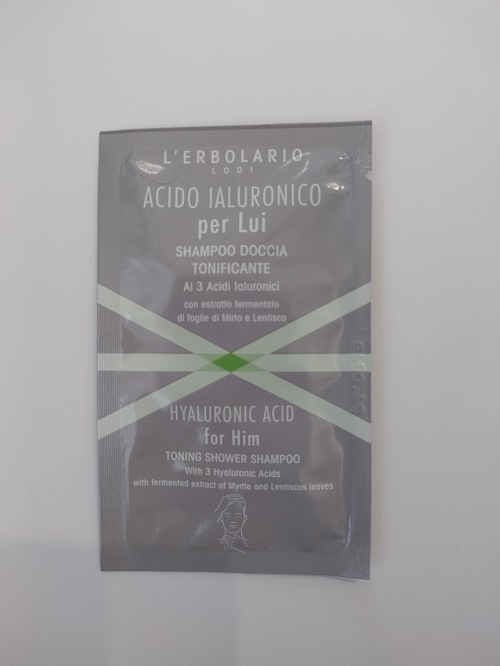 L'ERBOLARIO
LODI
ACIDO IALURONICO
per Lui
SHAMPOO DOCCIA
TONIFICANTE
Ai 3 Acidi Ialuronici
con estratto fermentato
di foglie di Mirto e Lentisco
HYALURONIC ACID
for Him
TONING SHOWER SHAMPOO
With 3 Hyaluronic Acids
with fermented extract of Myrtle and Lentiscus leaves